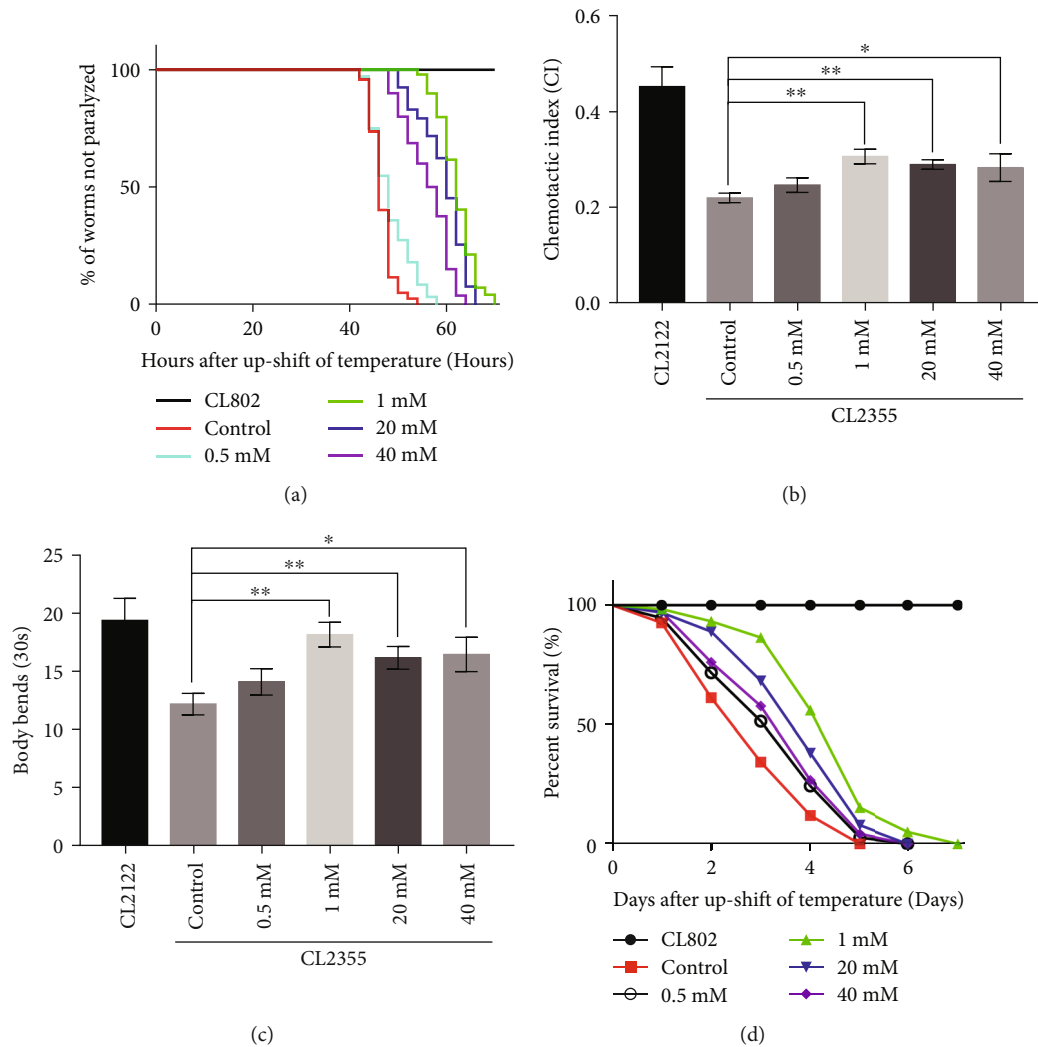 100
50
0
% of worms not paralyzed
0 20 40 60
Hours after up-shift of temperature (Hours)
CL802
Control
0.5 mM
1 mM
20 mM
40 mM
(a)
0.6
0.4
0.2
0.0
Chemotactic index (CI)
**
**
*
CL2122
Control
0.5 mM
1 mM
20 mM
40 mM
CL2355
(b)
25
20
15
10
5
0
Body bends (30s)
**
**
*
CL2122
Control
0.5 mM
1 mM
20 mM
40 mM
CL2355
(c)
100
50
0
Percent survival (%)
0 2 4 6
Days after up-shift of temperature (Days)
CL802
Control
0.5 mM
1 mM
20 mM
40 mM
(d)